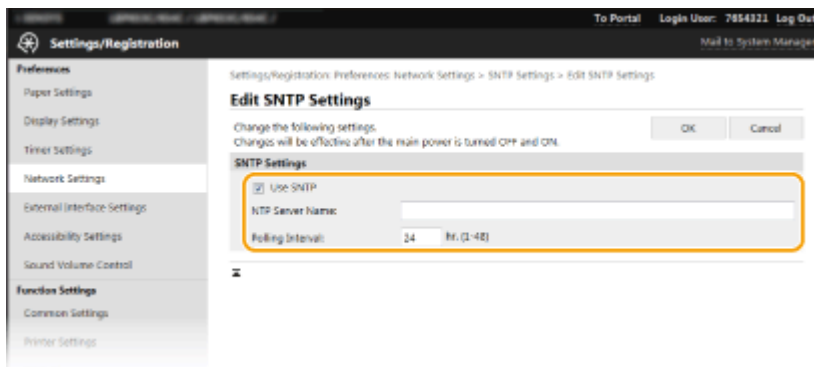 To Portal Login User: 7654321 Log Out
Settings/Registration
Mail to System Manager
Preferences
Paper Settings
Display Settings
Timer Settings
Network Settings
External Interface Settings
Accessibility Settings
Sound Volume Control
Function Settings
Common Settings
Printer Settings
Settings/Registration: Preferences: Network Settings > SNTP Settings > Edit SNTP Settings
Edit SNTP Settings
Change the following settings.
Changes will be effective after the main power is turned OFF and ON.
OK Cancel
SNTP Settings
Use SNTP
NTP Server Name:
Polling Interval: 24 hr. (1-48)